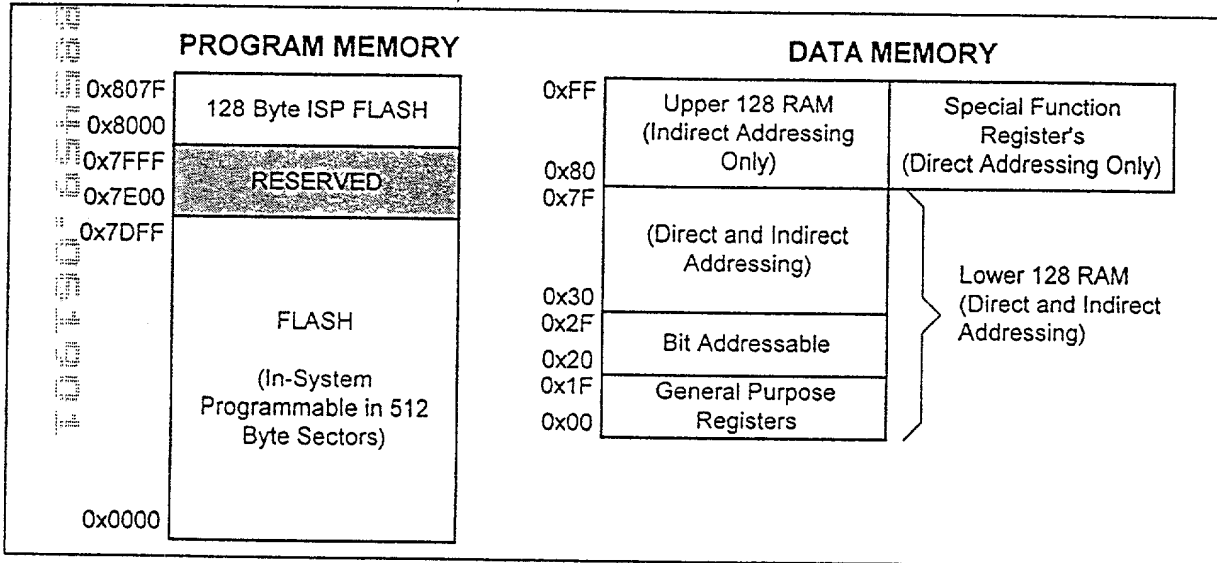 PROGRAM MEMORY
0x807F
128 Byte ISP FLASH
0x8000
0x7FFF
RESERVED
0x7E00
0x7DFF
FLASH
(In-System
Programmable in 512
Byte Sectors)
0x0000
DATA MEMORY
0xFF
Upper 128 RAM
(Indirect Addressing
Only)
0x80
Special Function
Register's
(Direct Addressing Only)
0x7F
(Direct and Indirect
Addressing)
0x30
0x2F
Bit Addressable
0x20
0x1F
General Purpose
Registers
0x00
Lower 128 RAM
(Direct and Indirect
Addressing)